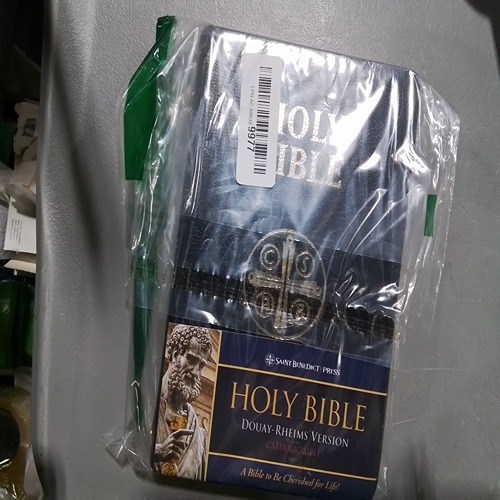 HOLY
BIBLE
9977
C S
P B
SAINT BENEDICT PRESS
HOLY BIBLE
DOUAY-RHEIMS VERSION
A Bible to Be Cherished for Life!